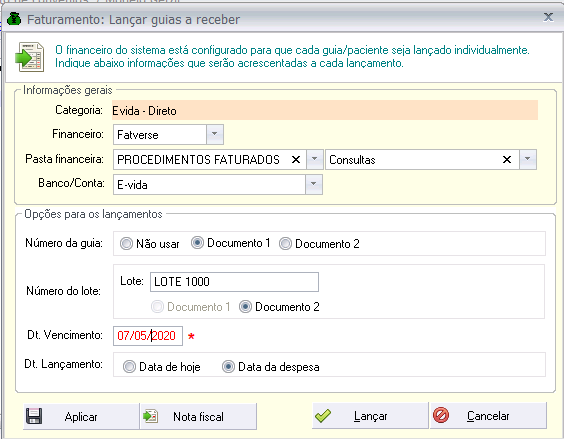 Faturamento: Lançar guias a receber
O financeiro do sistema está configurado para que cada guia/paciente seja lançado individualmente.
Indique abaixo informações que serão acrescentadas a cada lançamento.
Informações gerais
Categoria: Evida - Direto
Financeiro: Fatverse
Pasta financeira: PROCEDIMENTOS FATURADOS Consultas
Banco/Conta: E-vida
Opções para os lançamentos
Número da guia: Não usar Documento 1 Documento 2
Lote: LOTE 1000
Número do lote:
Documento 1 Documento 2
Dt. Vencimento: 07/05/2020 *
Dt. Lançamento: Data de hoje Data da despesa
Aplicar Nota fiscal Lançar Cancelar